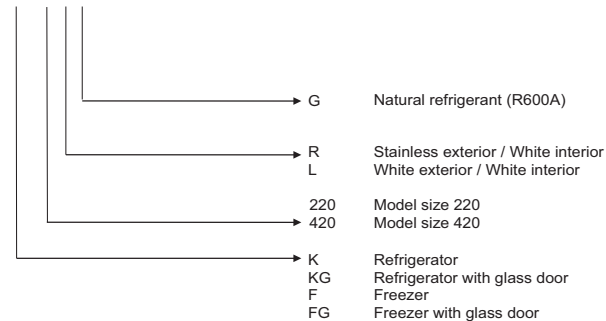 G Natural refrigerant (R600A)
R Stainless exterior / White interior
L White exterior / White interior
220 Model size 220
420 Model size 420
K Refrigerator
KG Refrigerator with glass door
F Freezer
FG Freezer with glass door